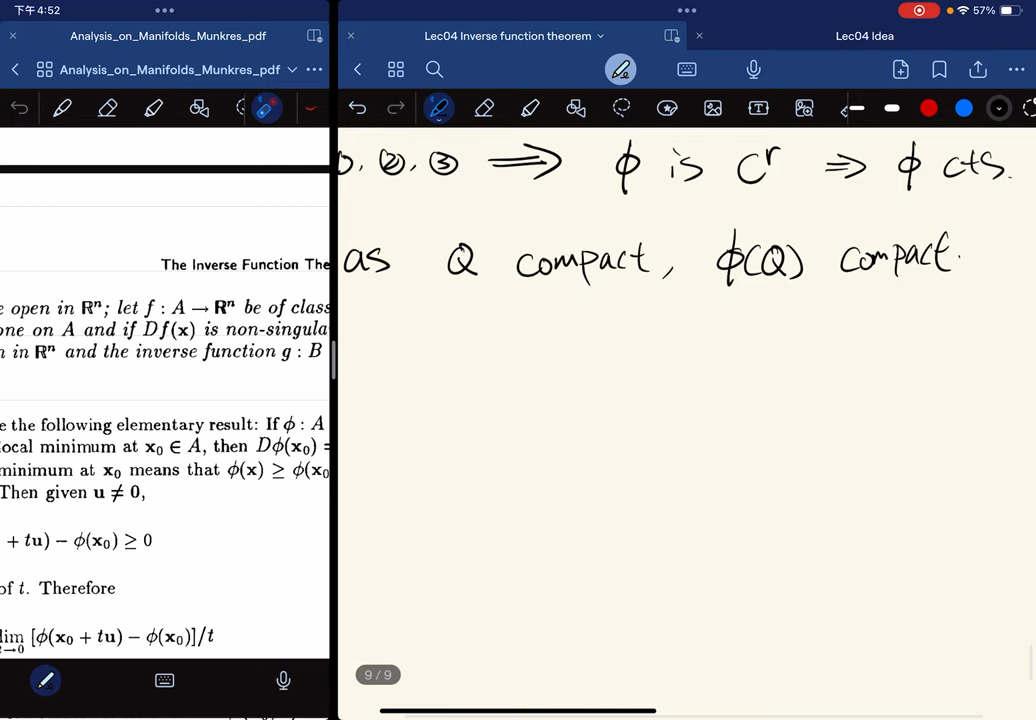 下午4:52
57%
Analysis_on_Manifolds_Munkres_pdf
Lec04 Inverse function theorem
Lec04 Idea
Analysis_on_Manifolds_Munkres_pdf
②, ③ ⟹ ϕ is Cʳ ⟹ ϕ cts.
as Q compact, ϕ(Q) compact.
The Inverse Function The
e open in Rⁿ; let f : A → Rⁿ be of class
one on A and if Df(x) is non-singula
n in Rⁿ and the inverse function g : B
e the following elementary result: If ϕ : A
local minimum at x₀ ∈ A, then Dϕ(x₀) =
minimum at x₀ means that ϕ(x) ≥ ϕ(x₀
Then given u ≠ 0,
+ tu) − ϕ(x₀) ≥ 0
of t. Therefore
lim [ϕ(x₀ + tu) − ϕ(x₀)]/t
t→0
9/9